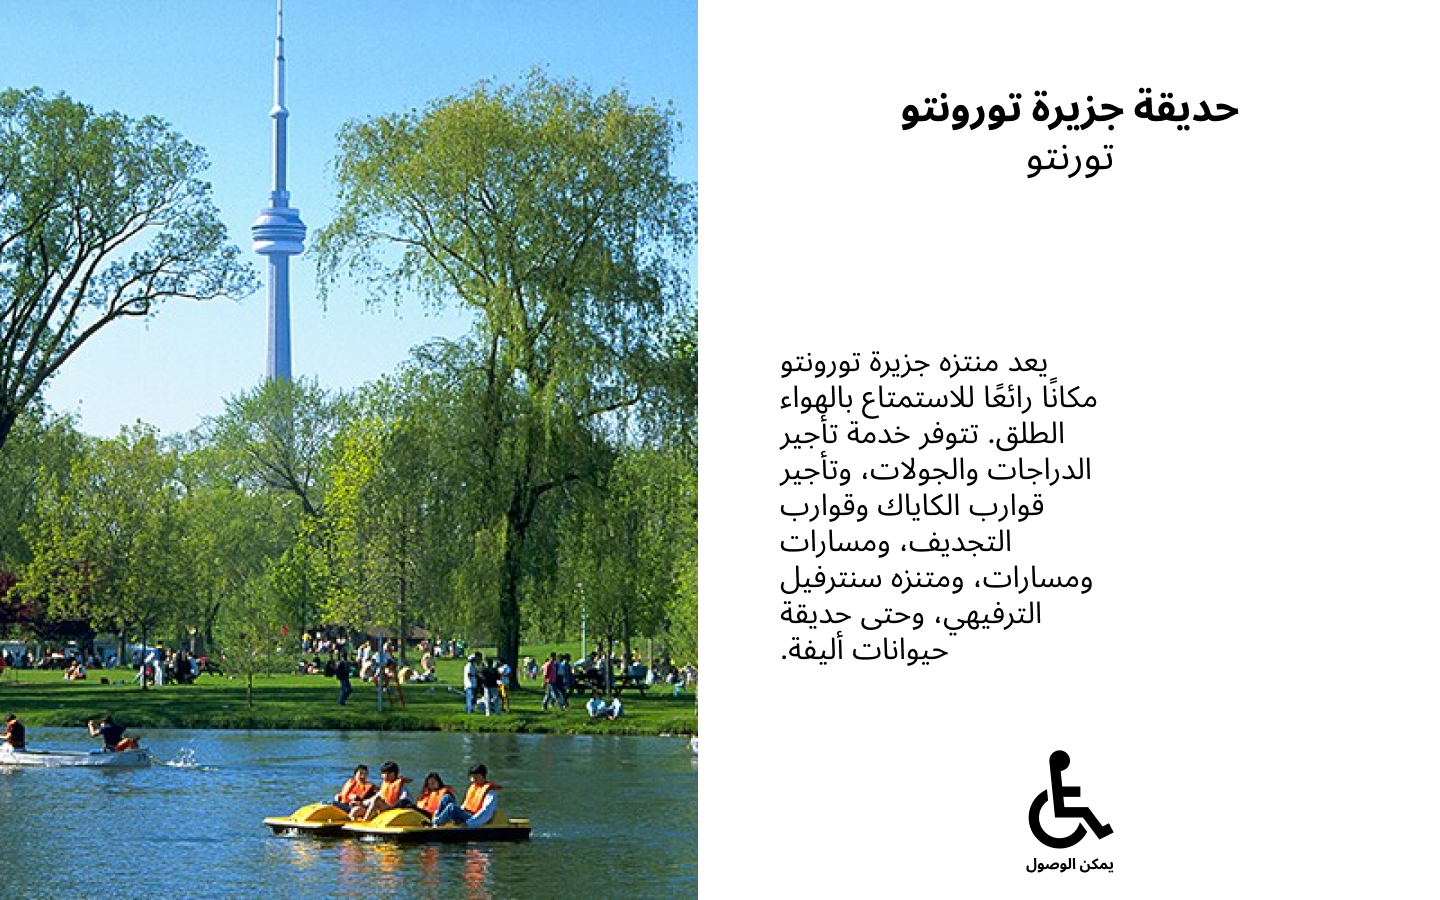 حديقة جزيرة تورونتو
تورنتو
يعد منتزه جزيرة تورونتو
مكانًا رائعًا للاستمتاع بالهواء
الطلق. تتوفر خدمة تأجير
الدراجات والجولات، وتأجير
قوارب الكاياك وقوارب
التجديف، ومسارات
ومسارات، ومتنزه سنترفيل
الترفيهي، وحتى حديقة
حيوانات أليفة.
يمكن الوصول